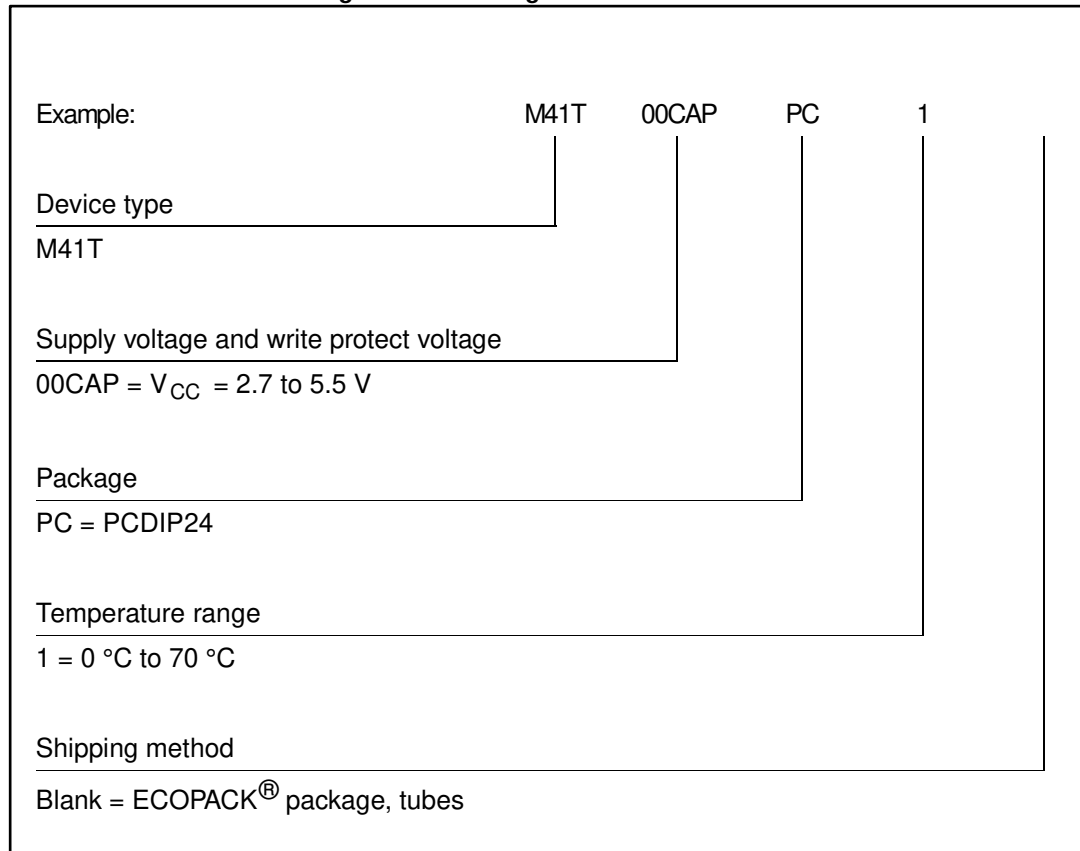 Example: M41T 00CAP PC 1
Device type
M41T
Supply voltage and write protect voltage
00CAP = VCC = 2.7 to 5.5 V
Package
PC = PCDIP24
Temperature range
1 = 0 °C to 70 °C
Shipping method
Blank = ECOPACK® package, tubes